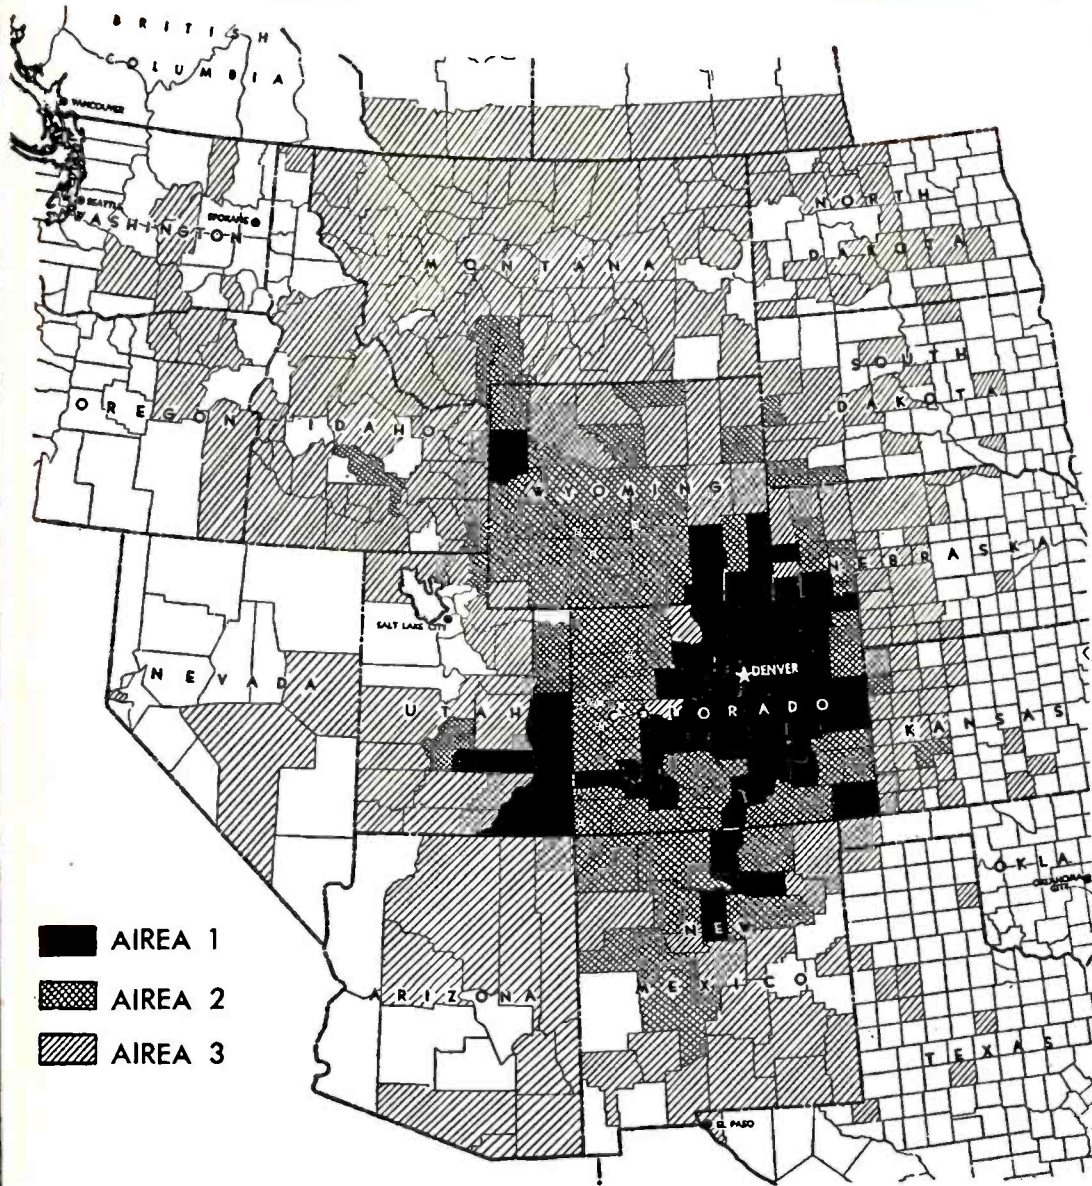 BRITISH
COLUMBIA
VANCOUVER
SEATTLE
WASHINGTON
SPOKANE
MONTANA
NORTH
DAKOTA
SOUTH
DAKOTA
OREGON
IDAHO
WYOMING
NEBRASKA
SALT LAKE CITY
NEVADA
UTAH
DENVER
COLORADO
KANSAS
OKLA
OKLAHOMA
CITY
ARIZONA
NEW
MEXICO
TEXAS
EL PASO
AIREA 1
AIREA 2
AIREA 3